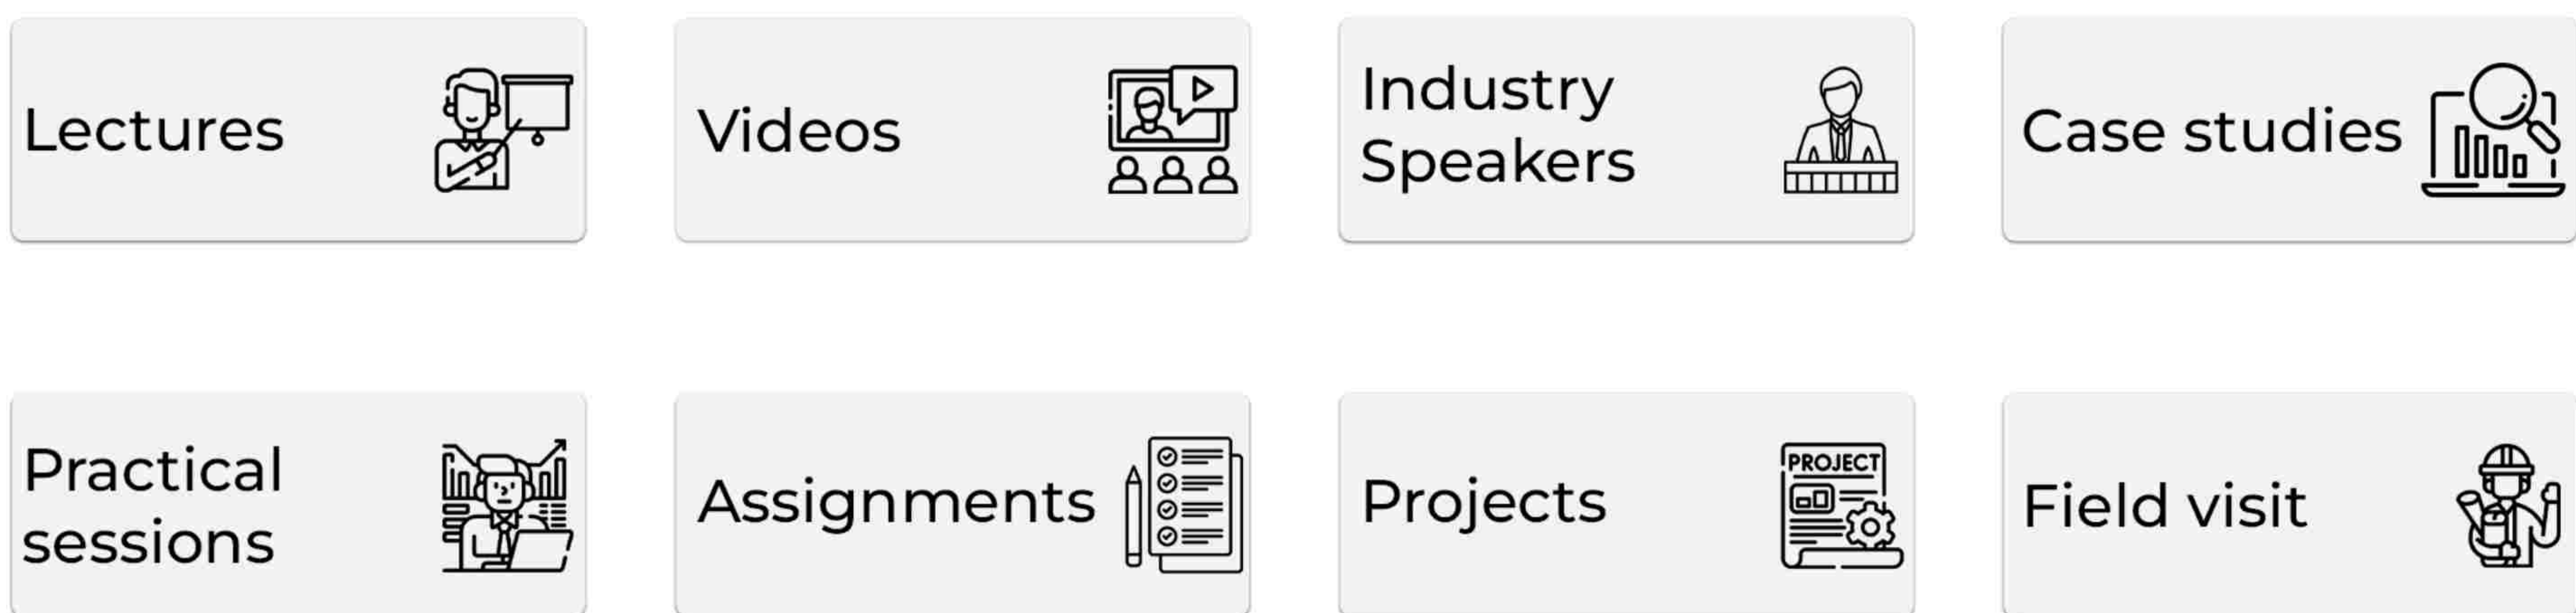 Lectures
Videos
Industry
Speakers
Case studies
Practical
sessions
Assignments
Projects
PROJECT
Field visit